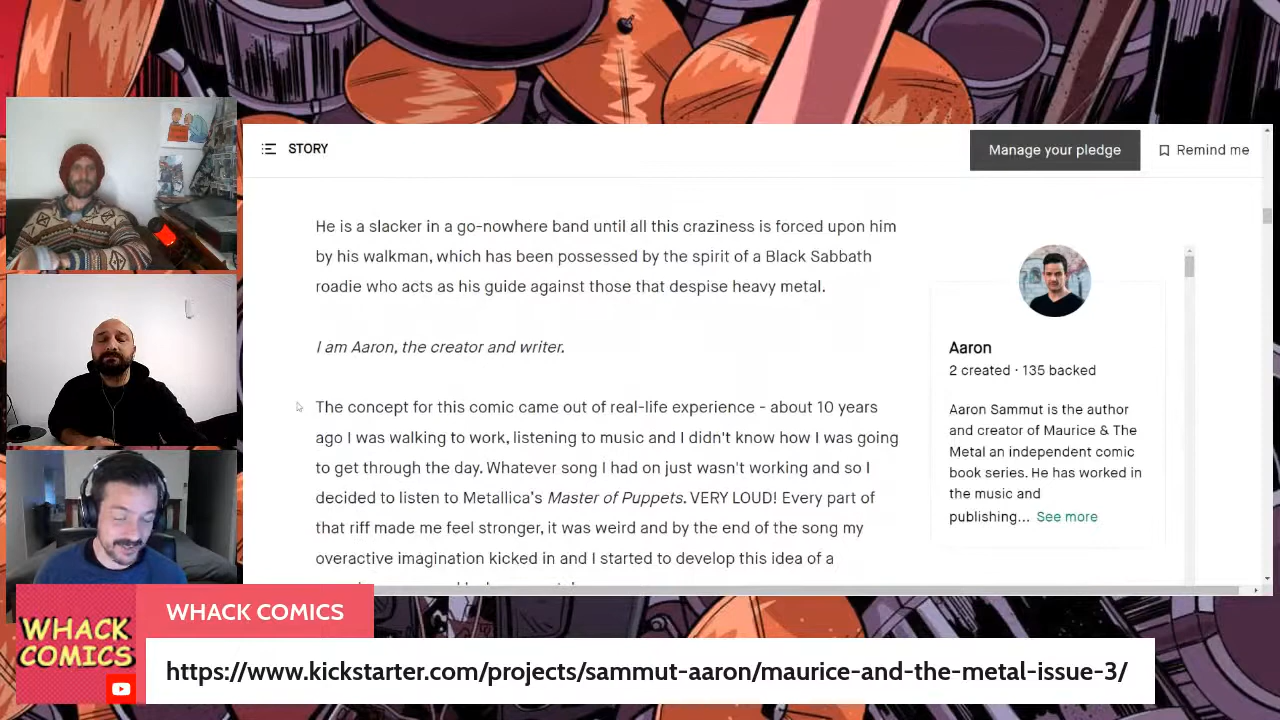 STORY
Manage your pledge
Remind me
He is a slacker in a go-nowhere band until all this craziness is forced upon him
by his walkman, which has been possessed by the spirit of a Black Sabbath
roadie who acts as his guide against those that despise heavy metal.
I am Aaron, the creator and writer.
The concept for this comic came out of real-life experience - about 10 years
ago I was walking to work, listening to music and I didn't know how I was going
to get through the day. Whatever song I had on just wasn't working and so I
decided to listen to Metallica's Master of Puppets. VERY LOUD! Every part of
that riff made me feel stronger, it was weird and by the end of the song my
overactive imagination kicked in and I started to develop this idea of a
Aaron
2 created · 135 backed
Aaron Sammut is the author
and creator of Maurice & The
Metal an independent comic
book series. He has worked in
the music and
publishing... See more
WHACK
COMICS
WHACK COMICS
https://www.kickstarter.com/projects/sammut-aaron/maurice-and-the-metal-issue-3/